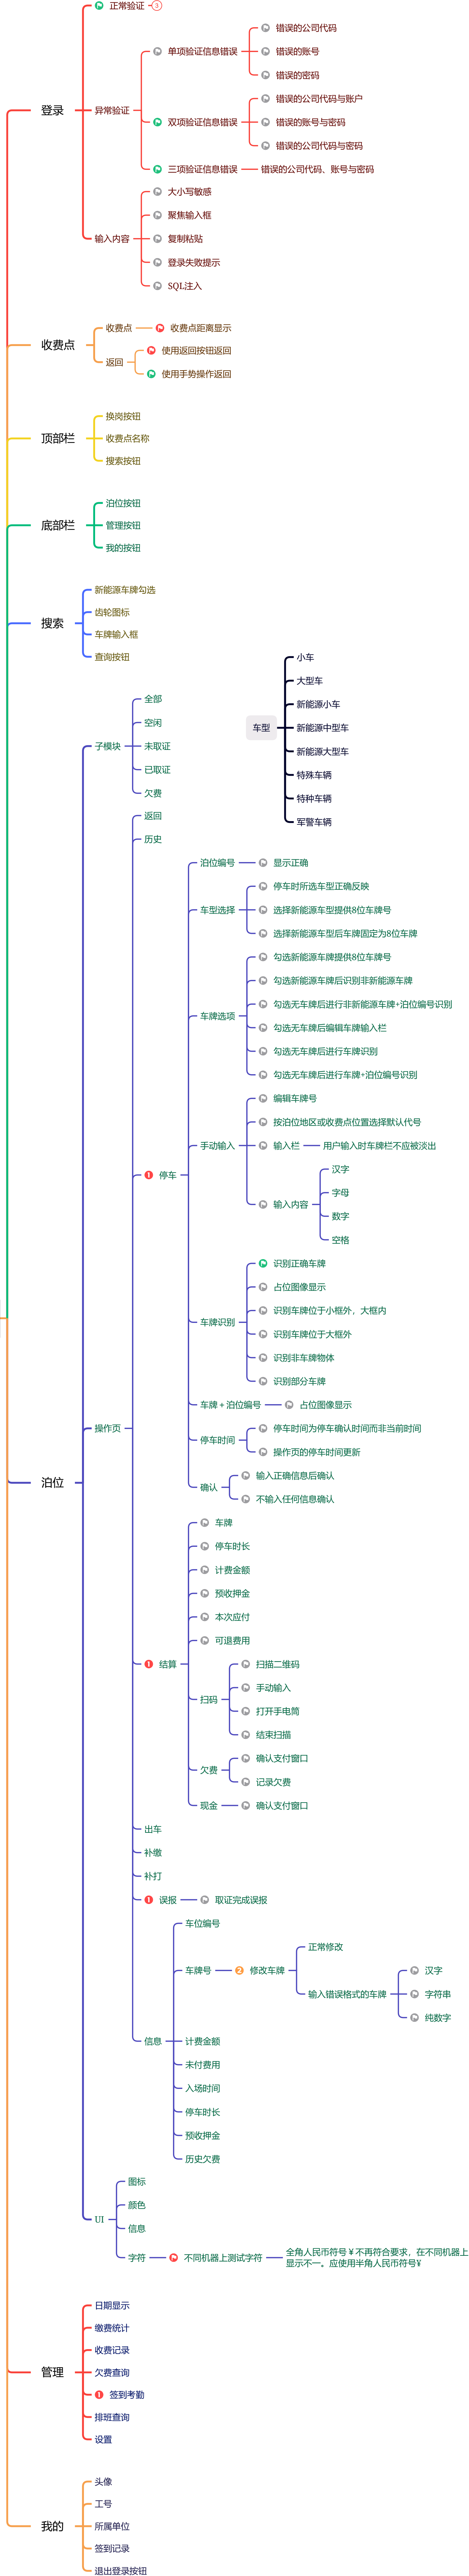 正常验证
3
单项验证信息错误
错误的公司代码
错误的账号
错误的密码
登录
异常验证
双项验证信息错误
错误的公司代码与账户
错误的账号与密码
错误的公司代码与密码
三项验证信息错误
错误的公司代码、账号与密码
输入内容
大小写敏感
聚焦输入框
复制粘贴
登录失败提示
SQL注入
收费点
收费点
收费点距离显示
返回
使用返回按钮返回
使用手势操作返回
顶部栏
换岗按钮
收费点名称
搜索按钮
底部栏
泊位按钮
管理按钮
我的按钮
搜索
新能源车牌勾选
齿轮图标
车牌输入框
查询按钮
车型
小车
大型车
新能源小车
新能源中型车
新能源大型车
特殊车辆
特种车辆
军警车辆
泊位
子模块
全部
空闲
未取证
已取证
欠费
操作页
返回
历史
1
停车
泊位编号
显示正确
车型选择
停车时所选车型正确反映
选择新能源车型提供8位车牌号
选择新能源车型后车牌固定为8位车牌
车牌选项
勾选新能源车牌提供8位车牌号
勾选新能源车牌后识别非新能源车牌
勾选无车牌后进行非新能源车牌+泊位编号识别
勾选无车牌后编辑车牌输入栏
勾选无车牌后进行车牌识别
勾选无车牌后进行车牌+泊位编号识别
手动输入
编辑车牌号
按泊位地区或收费点位置选择默认代号
输入栏
用户输入时车牌栏不应被淡出
输入内容
汉字
字母
数字
空格
车牌识别
识别正确车牌
占位图像显示
识别车牌位于小框外，大框内
识别车牌位于大框外
识别非车牌物体
识别部分车牌
车牌 + 泊位编号
占位图像显示
停车时间
停车时间为停车确认时间而非当前时间
操作页的停车时间更新
确认
输入正确信息后确认
不输入任何信息确认
1
结算
车牌
停车时长
计费金额
预收押金
本次应付
可退费用
扫码
扫描二维码
手动输入
打开手电筒
结束扫描
欠费
确认支付窗口
记录欠费
现金
确认支付窗口
出车
补缴
补打
1
误报
取证完成误报
信息
车位编号
车牌号
2
修改车牌
正常修改
输入错误格式的车牌
汉字
字符串
纯数字
计费金额
未付费用
入场时间
停车时长
预收押金
历史欠费
UI
图标
颜色
信息
字符
不同机器上测试字符
全角人民币符号￥不再符合要求，在不同机器上
显示不一。应使用半角人民币符号¥
管理
日期显示
缴费统计
收费记录
欠费查询
1
签到考勤
排班查询
设置
我的
头像
工号
所属单位
签到记录
退出登录按钮